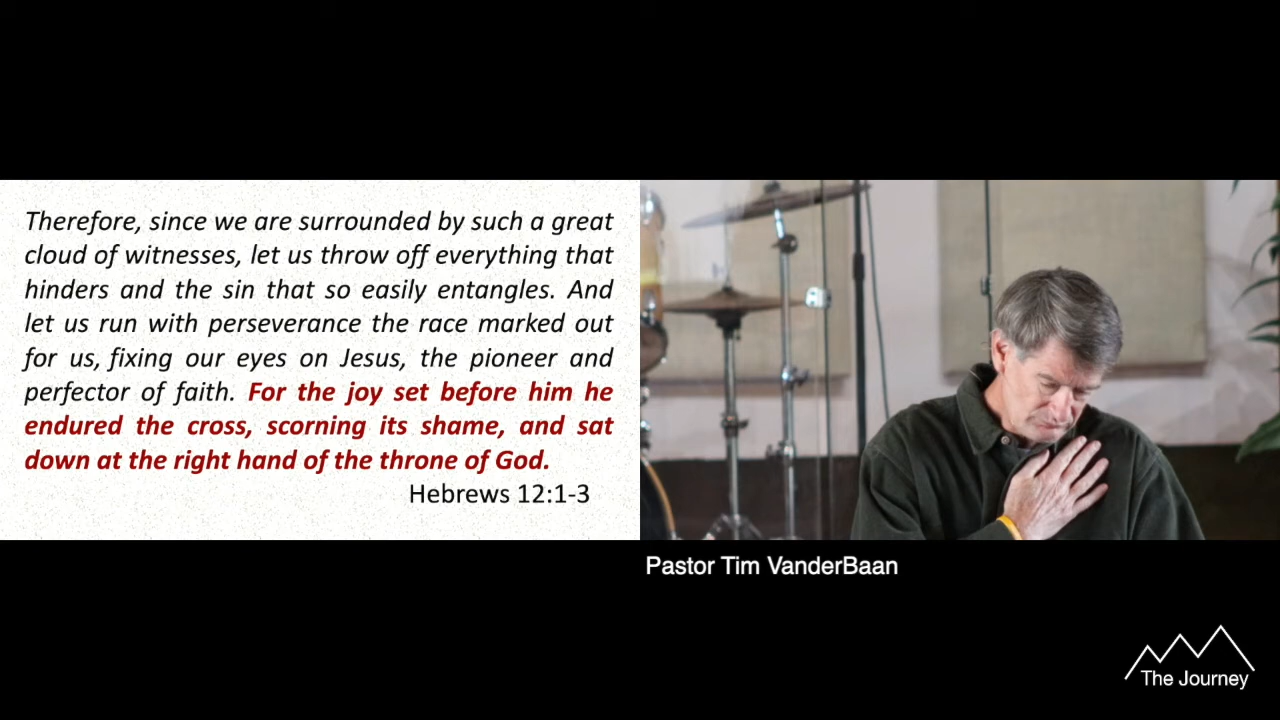 Therefore, since we are surrounded by such a great
cloud of witnesses, let us throw off everything that
hinders and the sin that so easily entangles. And
let us run with perseverance the race marked out
for us, fixing our eyes on Jesus, the pioneer and
perfector of faith. For the joy set before him he
endured the cross, scorning its shame, and sat
down at the right hand of the throne of God.
Hebrews 12:1-3
Pastor Tim VanderBaan
The Journey